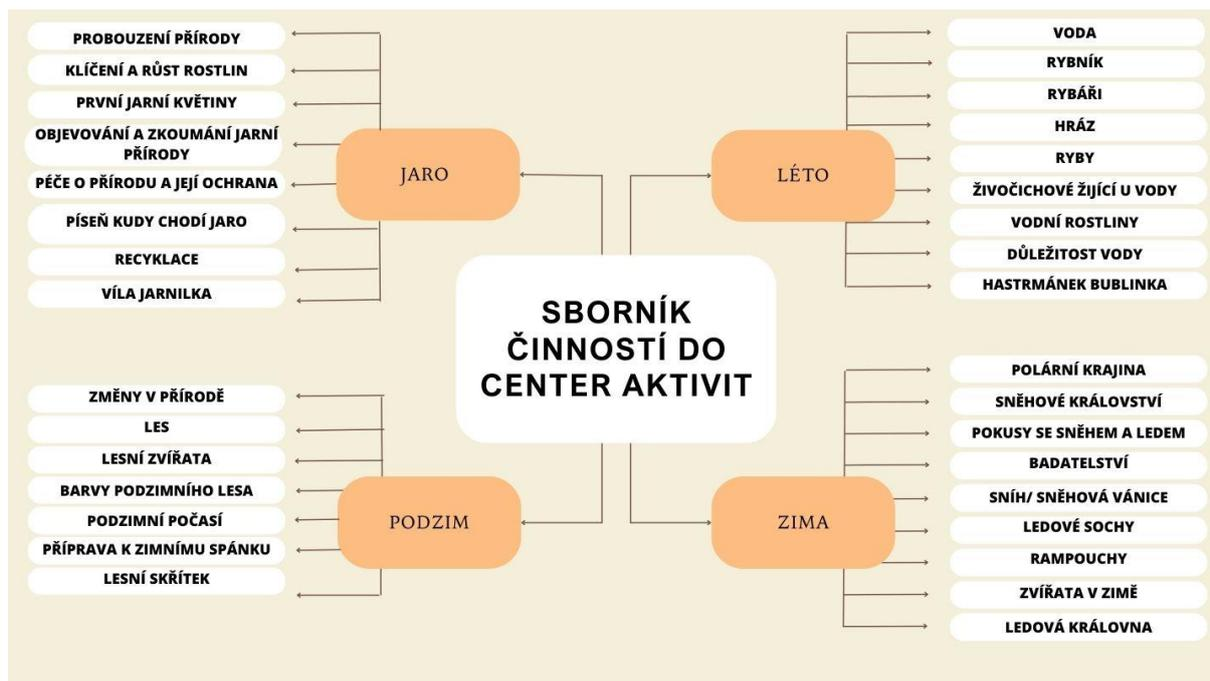 PROBOUZENÍ PŘÍRODY
KLÍČENÍ A RŮST ROSTLIN
PRVNÍ JARNÍ KVĚTINY
OBJEVOVÁNÍ A ZKOUMÁNÍ JARNÍ
PŘÍRODY
PÉČE O PŘÍRODU A JEJÍ OCHRANA
PÍSEŇ KUDY CHODÍ JARO
RECYKLACE
VÍLA JARNILKA
JARO
LÉTO
VODA
RYBNÍK
RYBÁŘI
HRÁZ
RYBY
ŽIVOČICHOVÉ ŽIJÍCÍ U VODY
VODNÍ ROSTLINY
DŮLEŽITOST VODY
HASTRMÁNEK BUBLINKA
SBORNÍK
ČINNOSTÍ DO
CENTER AKTIVIT
ZMĚNY V PŘÍRODĚ
LES
LESNÍ ZVÍŘATA
BARVY PODZIMNÍHO LESA
PODZIMNÍ POČASÍ
PŘÍPRAVA K ZIMNÍMU SPÁNKU
LESNÍ SKŘÍTEK
PODZIM
ZIMA
POLÁRNÍ KRAJINA
SNĚHOVÉ KRÁLOVSTVÍ
POKUSY SE SNĚHEM A LEDEM
BADATELSTVÍ
SNÍH/ SNĚHOVÁ VÁNICE
LEDOVÉ SOCHY
RAMPOUCHY
ZVÍŘATA V ZIMĚ
LEDOVÁ KRÁLOVNA